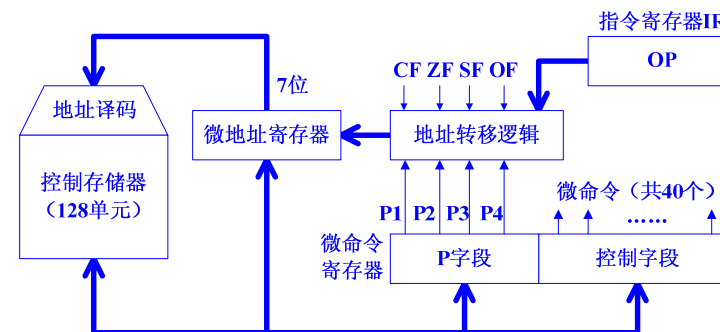 指令寄存器IR
OP
CF ZF SF OF
7位
地址译码
微地址寄存器
地址转移逻辑
控制存储器
（128单元）
微命令（共40个）
P1 P2 P3 P4
……
微命令
寄存器
P字段
控制字段